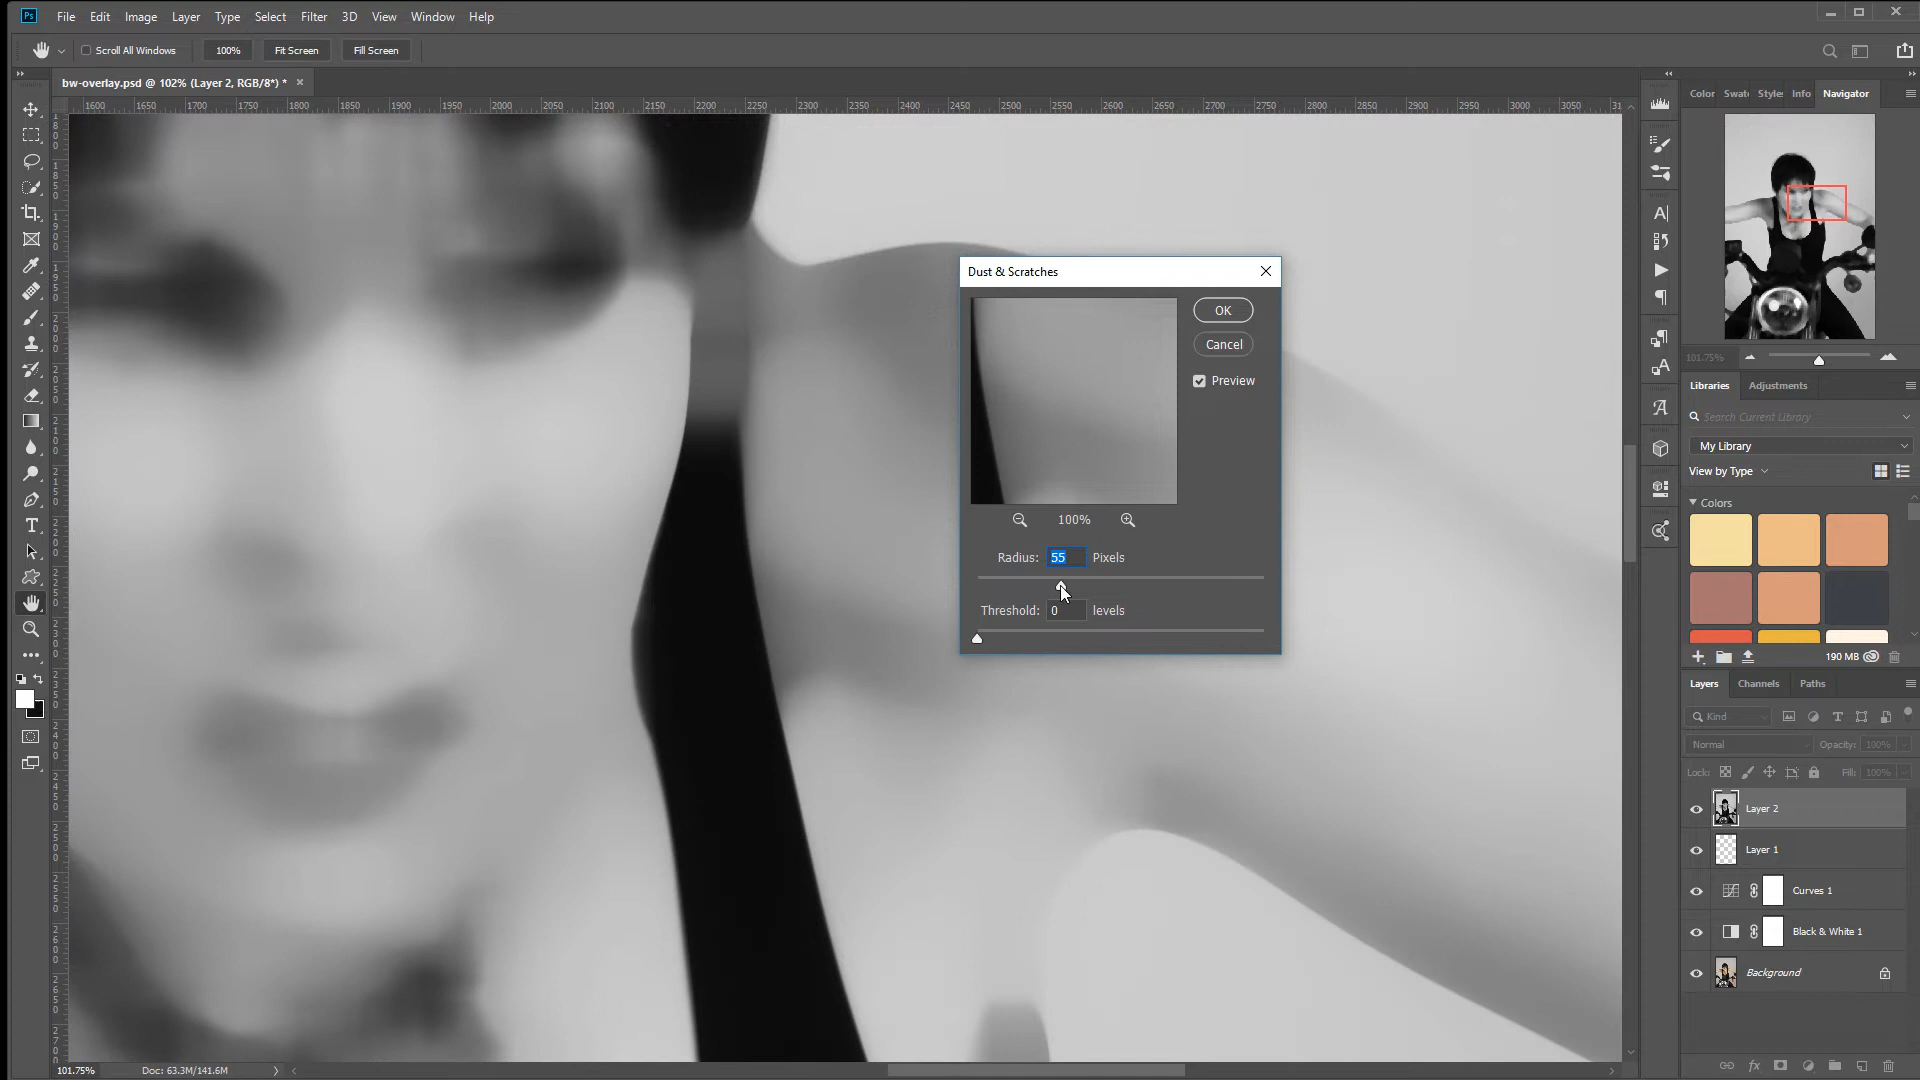 Ps File Edit Image Layer Type Select Filter 3D View Window Help
Scroll All Windows 100% Fit Screen Fill Screen
bw-overlay.psd @ 102% (Layer 2, RGB/8*) * ×
1600 1650 1700 1750 1800 1850 1900 1950 2000 2050 2100 2150 2200 2250 2300 2350 2400 2450 2500 2550 2600 2650 2700 2750 2800 2850 2900 2950 3000 3050 31
Color Swatc Styles Info Navigator
Dust & Scratches
OK
Cancel
Preview
100%
Radius: 55 Pixels
Threshold: 0 levels
101.75%
Libraries Adjustments
Search Current Library
My Library
View by Type
Colors
190 MB
Layers Channels Paths
Kind
Normal Opacity: 100%
Lock: Fill: 100%
Layer 2
Layer 1
Curves 1
Black & White 1
Background
101.75% Doc: 63.3M/141.6M